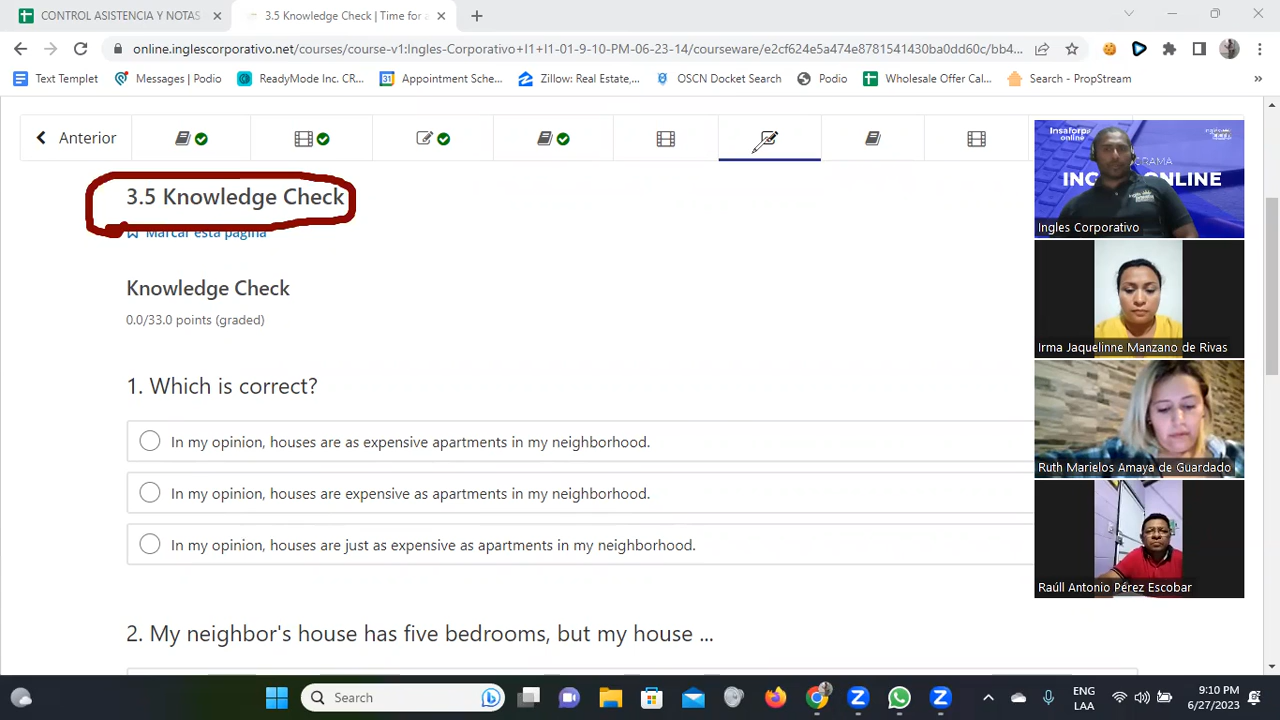 CONTROL ASISTENCIA Y NOTAS
3.5 Knowledge Check | Time for a
online.inglescorporativo.net/courses/course-v1:Ingles-Corporativo+I1+I1-01-9-10-PM-06-23-14/courseware/e2cf624e5a474e8781541430ba0dd60c/bb4...
Text Templet
Messages | Podio
ReadyMode Inc. CR...
Appointment Sche...
Zillow: Real Estate,...
OSCN Docket Search
Podio
Wholesale Offer Cal...
Search - PropStream
Anterior
3.5 Knowledge Check
Marcar esta página
Knowledge Check
0.0/33.0 points (graded)
1. Which is correct?
In my opinion, houses are as expensive apartments in my neighborhood.
In my opinion, houses are expensive as apartments in my neighborhood.
In my opinion, houses are just as expensive as apartments in my neighborhood.
2. My neighbor's house has five bedrooms, but my house ...
Ingles Corporativo
Irma Jaquelinne Manzano de Rivas
Ruth Marielos Amaya de Guardado
Raúll Antonio Pérez Escobar
Search
ENG
LAA
9:10 PM
6/27/2023